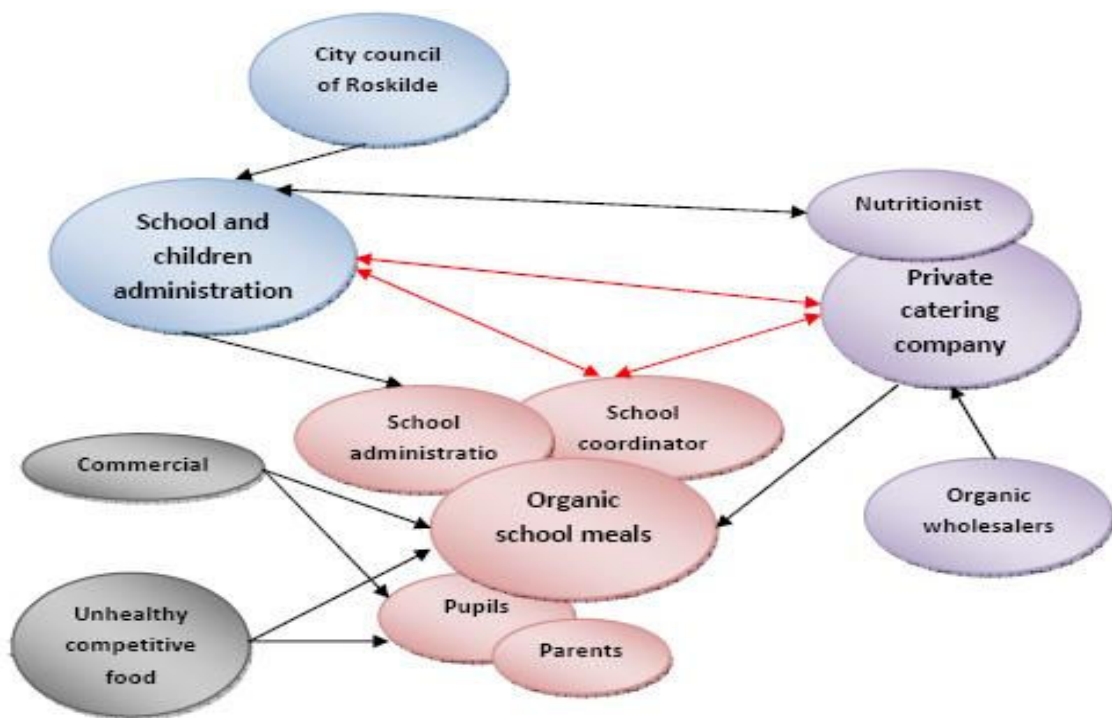 City council
of Roskilde
School and
children
administration
Nutritionist
Private
catering
company
School
administratio
School
coordinator
Commercial
Organic
school meals
Organic
wholesalers
Unhealthy
competitive
food
Pupils
Parents